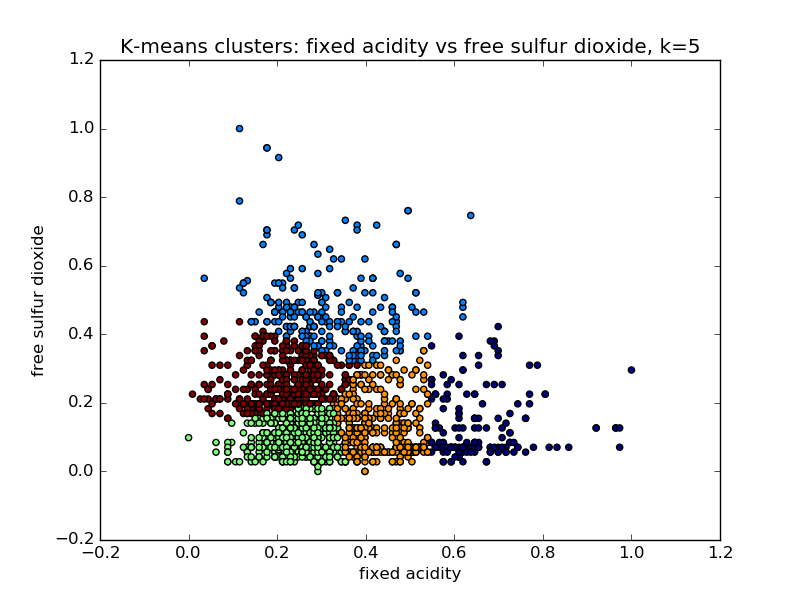 K-means clusters: fixed acidity vs free sulfur dioxide, k=5
1.2
1.0
0.8
0.6
0.4
0.2
0.0
−0.2
free sulfur dioxide
−0.2 0.0 0.2 0.4 0.6 0.8 1.0 1.2
fixed acidity